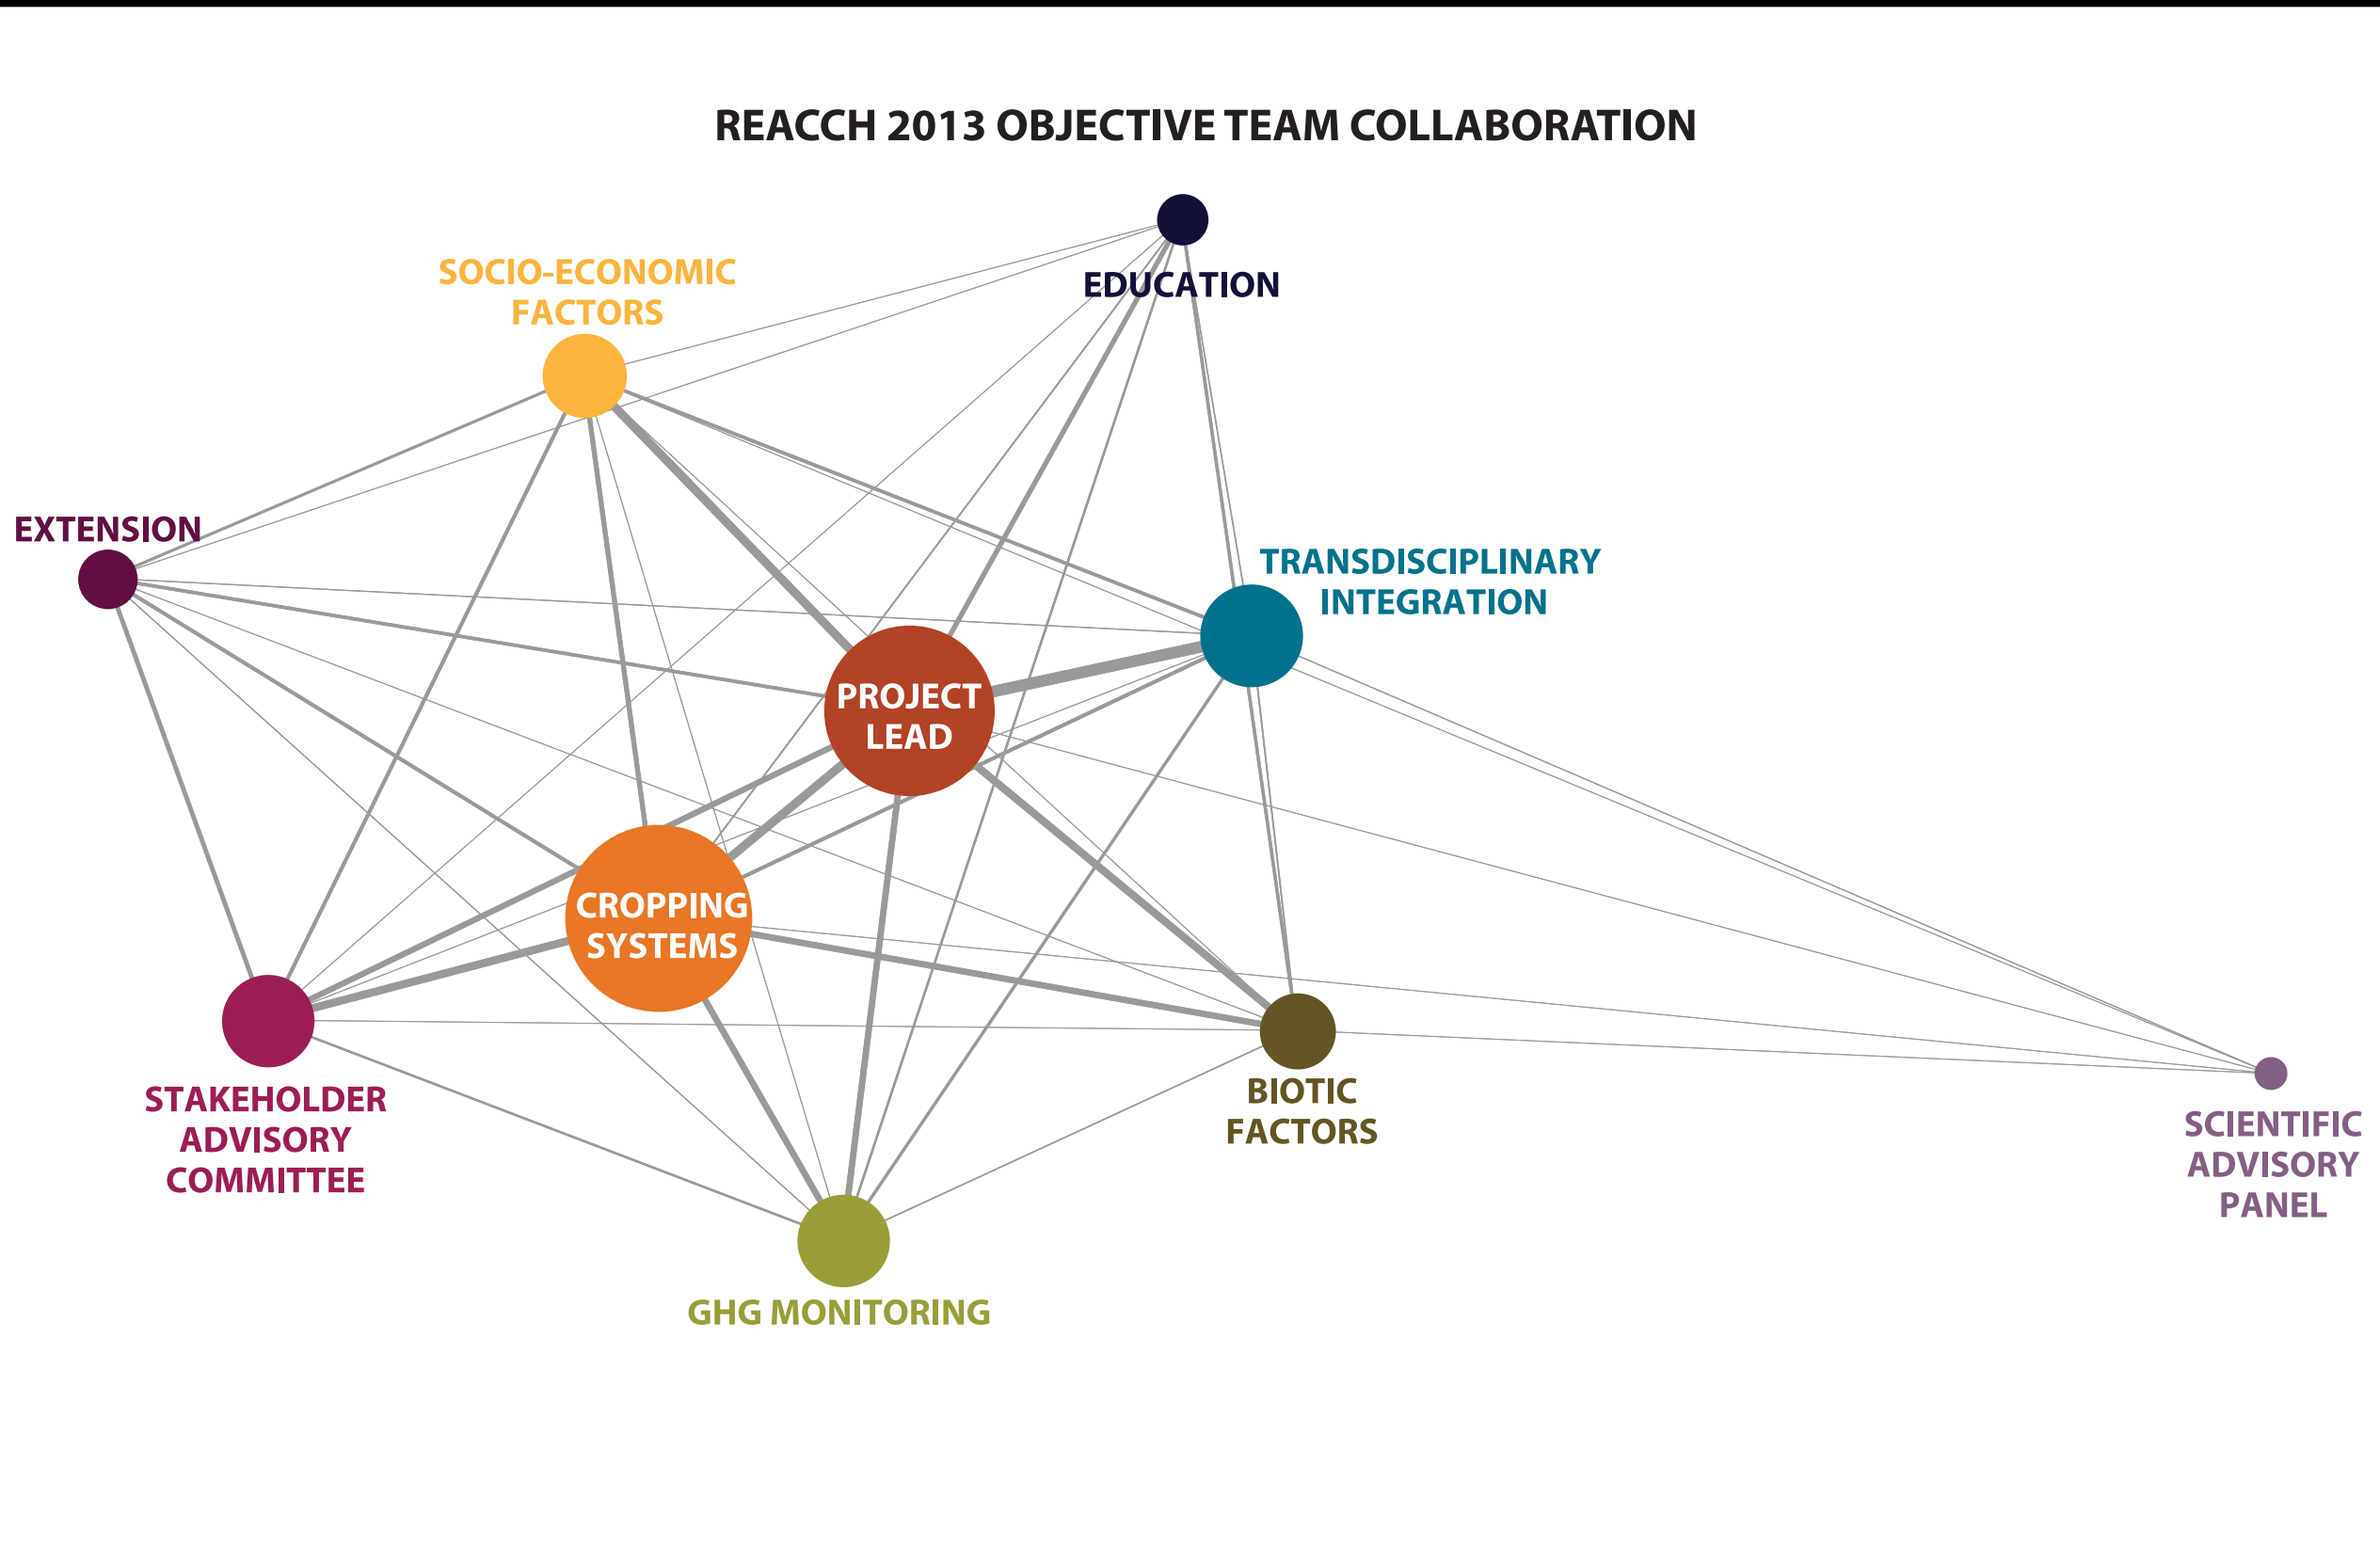 REACCH 2013 OBJECTIVE TEAM COLLABORATION
SOCIO-ECONOMIC
FACTORS
EDUCATION
EXTENSION
TRANSDISCIPLINARY
INTEGRATION
PROJECT
LEAD
CROPPING
SYSTEMS
STAKEHOLDER
ADVISORY
COMMITTEE
BIOTIC
FACTORS
SCIENTIFIC
ADVISORY
PANEL
GHG MONITORING